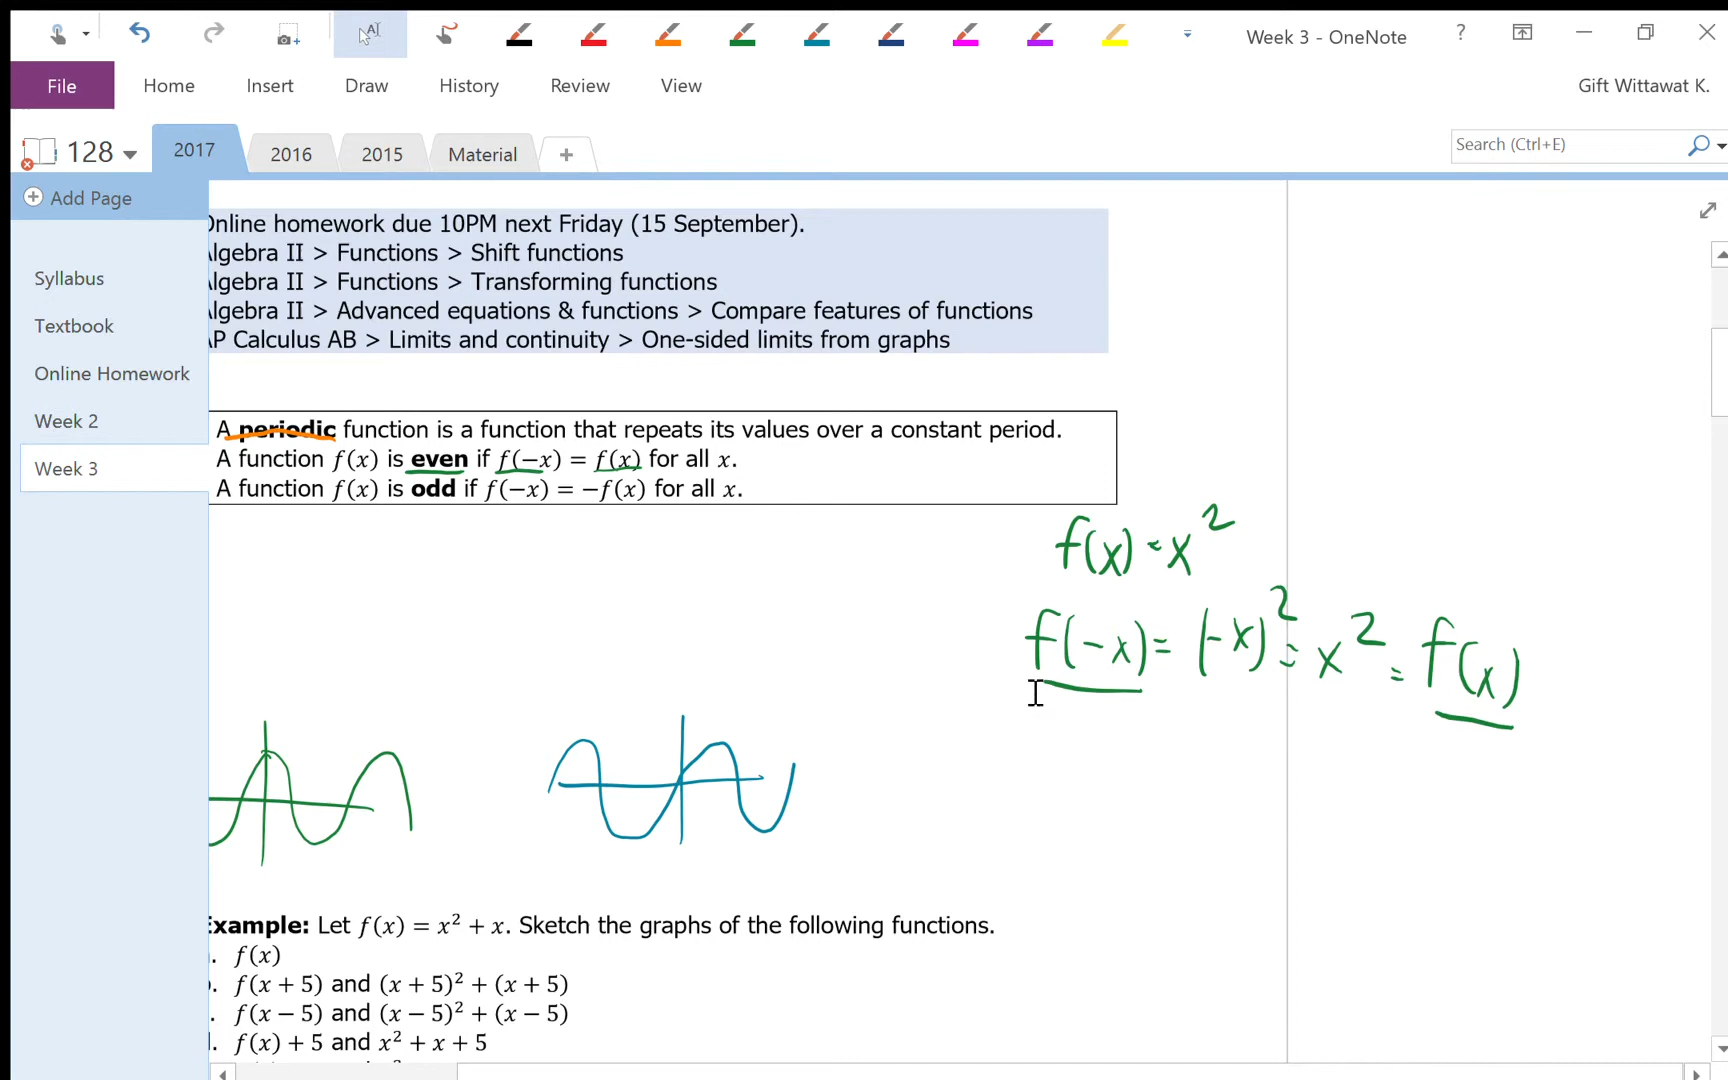 Week 3 - OneNote
?
File Home Insert Draw History Review View
Gift Wittawat K.
128
2017 2016 2015 Material
Search (Ctrl+E)
Add Page
Syllabus
Textbook
Online Homework
Week 2
Week 3
Online homework due 10PM next Friday (15 September).
lgebra II > Functions > Shift functions
lgebra II > Functions > Transforming functions
lgebra II > Advanced equations & functions > Compare features of functions
P Calculus AB > Limits and continuity > One-sided limits from graphs
A periodic function is a function that repeats its values over a constant period.
A function f(x) is even if f(−x) = f(x) for all x.
A function f(x) is odd if f(−x) = −f(x) for all x.
f(x) = x²
f(-x) = (-x)² = x² = f(x)
Example: Let f(x) = x² + x. Sketch the graphs of the following functions.
. f(x)
. f(x + 5) and (x + 5)² + (x + 5)
. f(x − 5) and (x − 5)² + (x − 5)
. f(x) + 5 and x² + x + 5